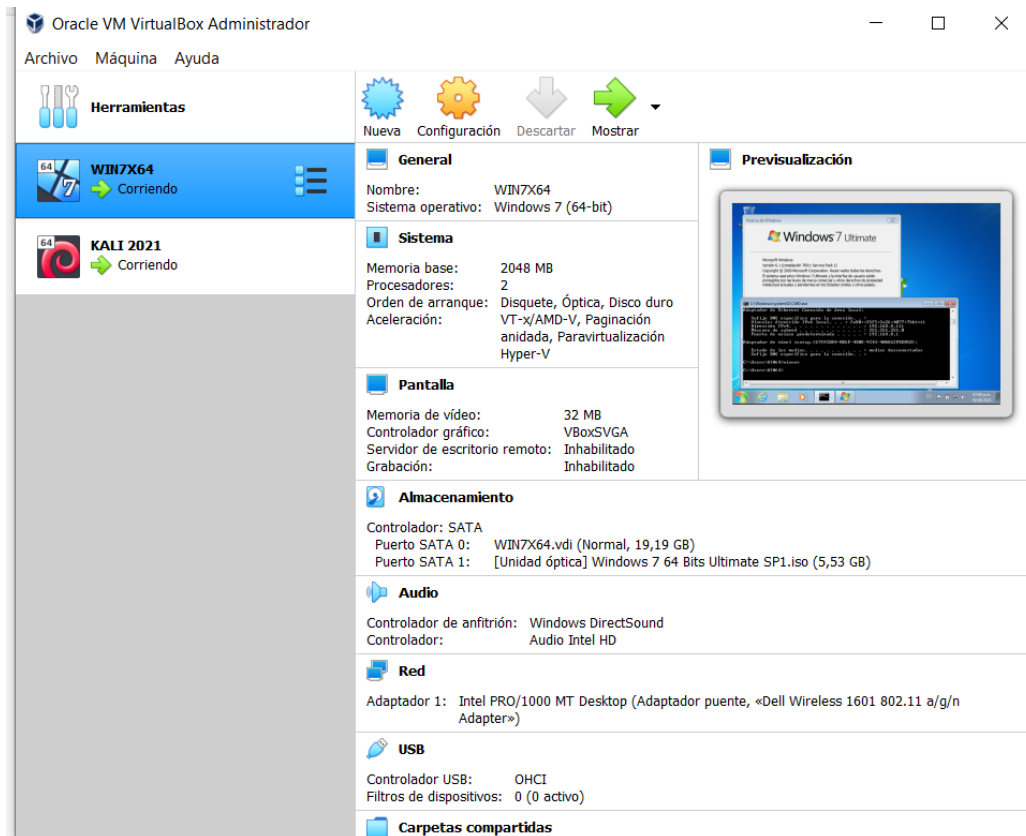 Oracle VM VirtualBox Administrador
Archivo Máquina Ayuda
Herramientas
Nueva Configuración Descartar Mostrar
64
WIN7X64
Corriendo
64
KALI 2021
Corriendo
General
Nombre: WIN7X64
Sistema operativo: Windows 7 (64-bit)
Sistema
Memoria base: 2048 MB
Procesadores: 2
Orden de arranque: Disquete, Óptica, Disco duro
Aceleración: VT-x/AMD-V, Paginación
anidada, Paravirtualización
Hyper-V
Pantalla
Memoria de vídeo: 32 MB
Controlador gráfico: VBoxSVGA
Servidor de escritorio remoto: Inhabilitado
Grabación: Inhabilitado
Previsualización
Windows 7 Ultimate
Almacenamiento
Controlador: SATA
Puerto SATA 0: WIN7X64.vdi (Normal, 19,19 GB)
Puerto SATA 1: [Unidad óptica] Windows 7 64 Bits Ultimate SP1.iso (5,53 GB)
Audio
Controlador de anfitrión: Windows DirectSound
Controlador: Audio Intel HD
Red
Adaptador 1: Intel PRO/1000 MT Desktop (Adaptador puente, «Dell Wireless 1601 802.11 a/g/n
Adapter»)
USB
Controlador USB: OHCI
Filtros de dispositivos: 0 (0 activo)
Carpetas compartidas